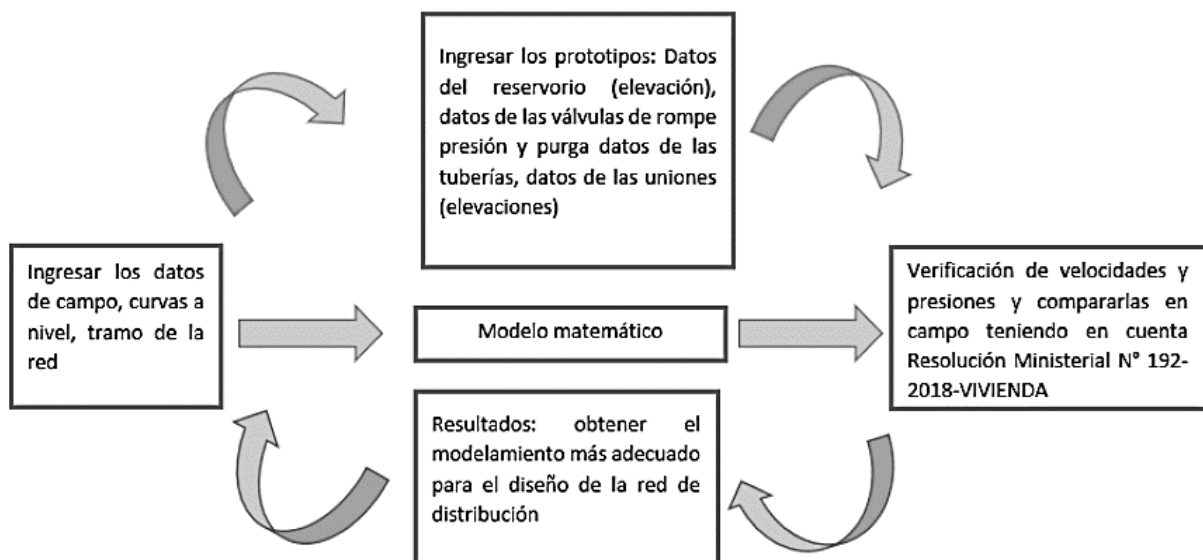 Ingresar los prototipos: Datos
del reservorio (elevación),
datos de las válvulas de rompe
presión y purga datos de las
tuberías, datos de las uniones
(elevaciones)
Ingresar los datos
de campo, curvas a
nivel, tramo de la
red
Modelo matemático
Verificación de velocidades y
presiones y compararlas en
campo teniendo en cuenta
Resolución Ministerial N° 192-
2018-VIVIENDA
Resultados: obtener el
modelamiento más adecuado
para el diseño de la red de
distribución